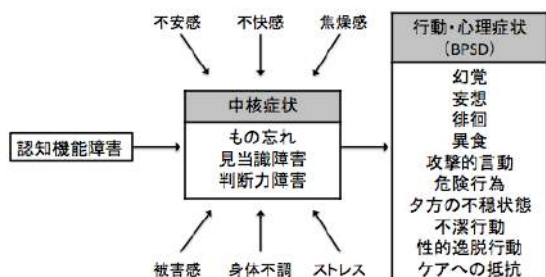 不安感
不快感
焦燥感
認知機能障害
中核症状
もの忘れ
見当識障害
判断力障害
被害感
身体不調
ストレス
行動・心理症状
(BPSD)
幻覚
妄想
徘徊
異食
攻撃的言動
危険行為
夕方の不穏状態
不潔行動
性的逸脱行動
ケアへの抵抗